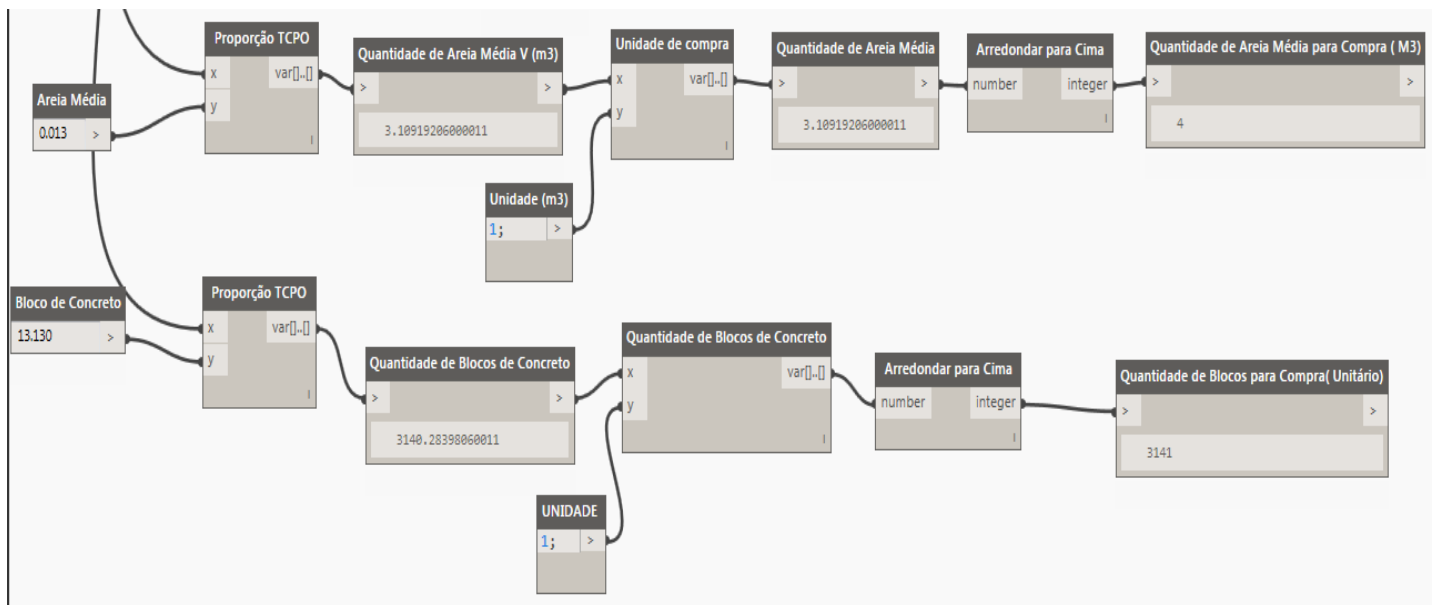 Proporção TCPO
x
var[]..[]
y
l
Areia Média
0.013
>
Quantidade de Areia Média V (m3)
>
>
3.10919206000011
Unidade de compra
x
var[]..[]
y
l
Unidade (m3)
1;
>
Quantidade de Areia Média
>
>
3.10919206000011
Arredondar para Cima
number
integer
l
Quantidade de Areia Média para Compra ( M3)
>
>
4
Bloco de Concreto
13.130
>
Proporção TCPO
x
var[]..[]
y
l
Quantidade de Blocos de Concreto
>
>
3140.28398060011
Quantidade de Blocos de Concreto
x
var[]..[]
y
l
UNIDADE
1;
>
Arredondar para Cima
number
integer
l
Quantidade de Blocos para Compra( Unitário)
>
>
3141